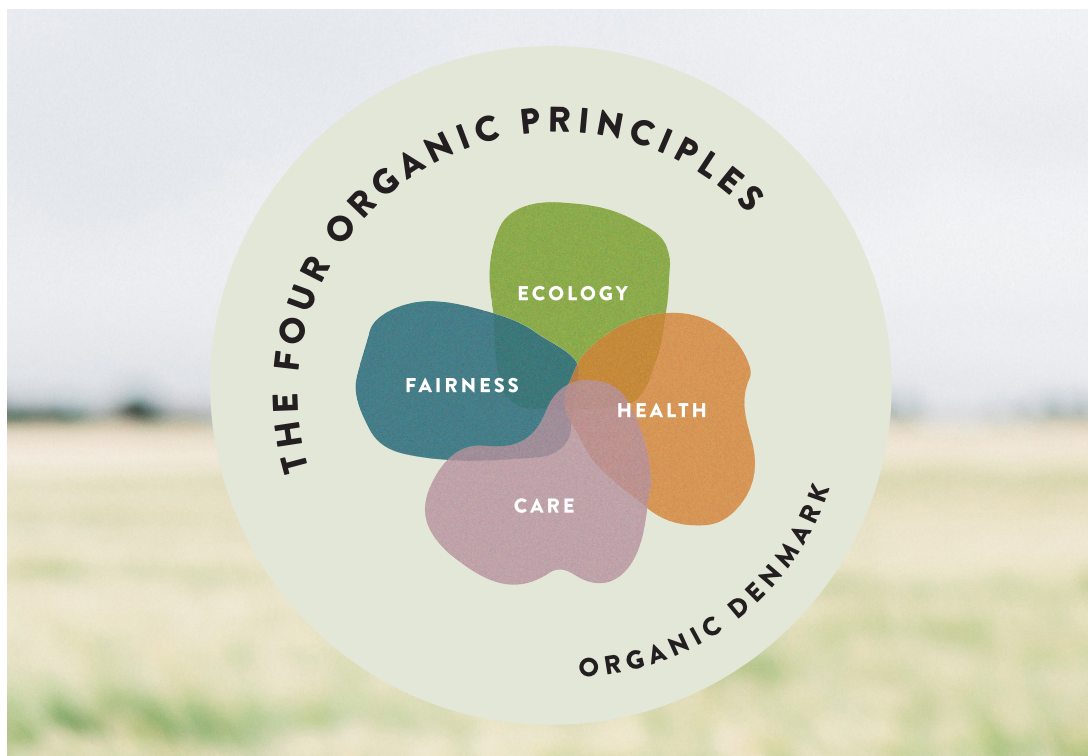 THE FOUR ORGANIC PRINCIPLES
ECOLOGY
FAIRNESS
HEALTH
CARE
ORGANIC DENMARK